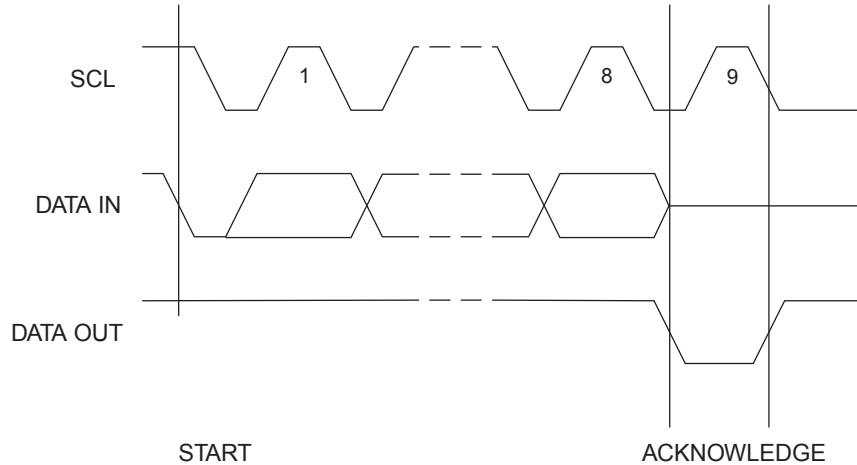 SCL
1
8
9
DATA IN
DATA OUT
START
ACKNOWLEDGE